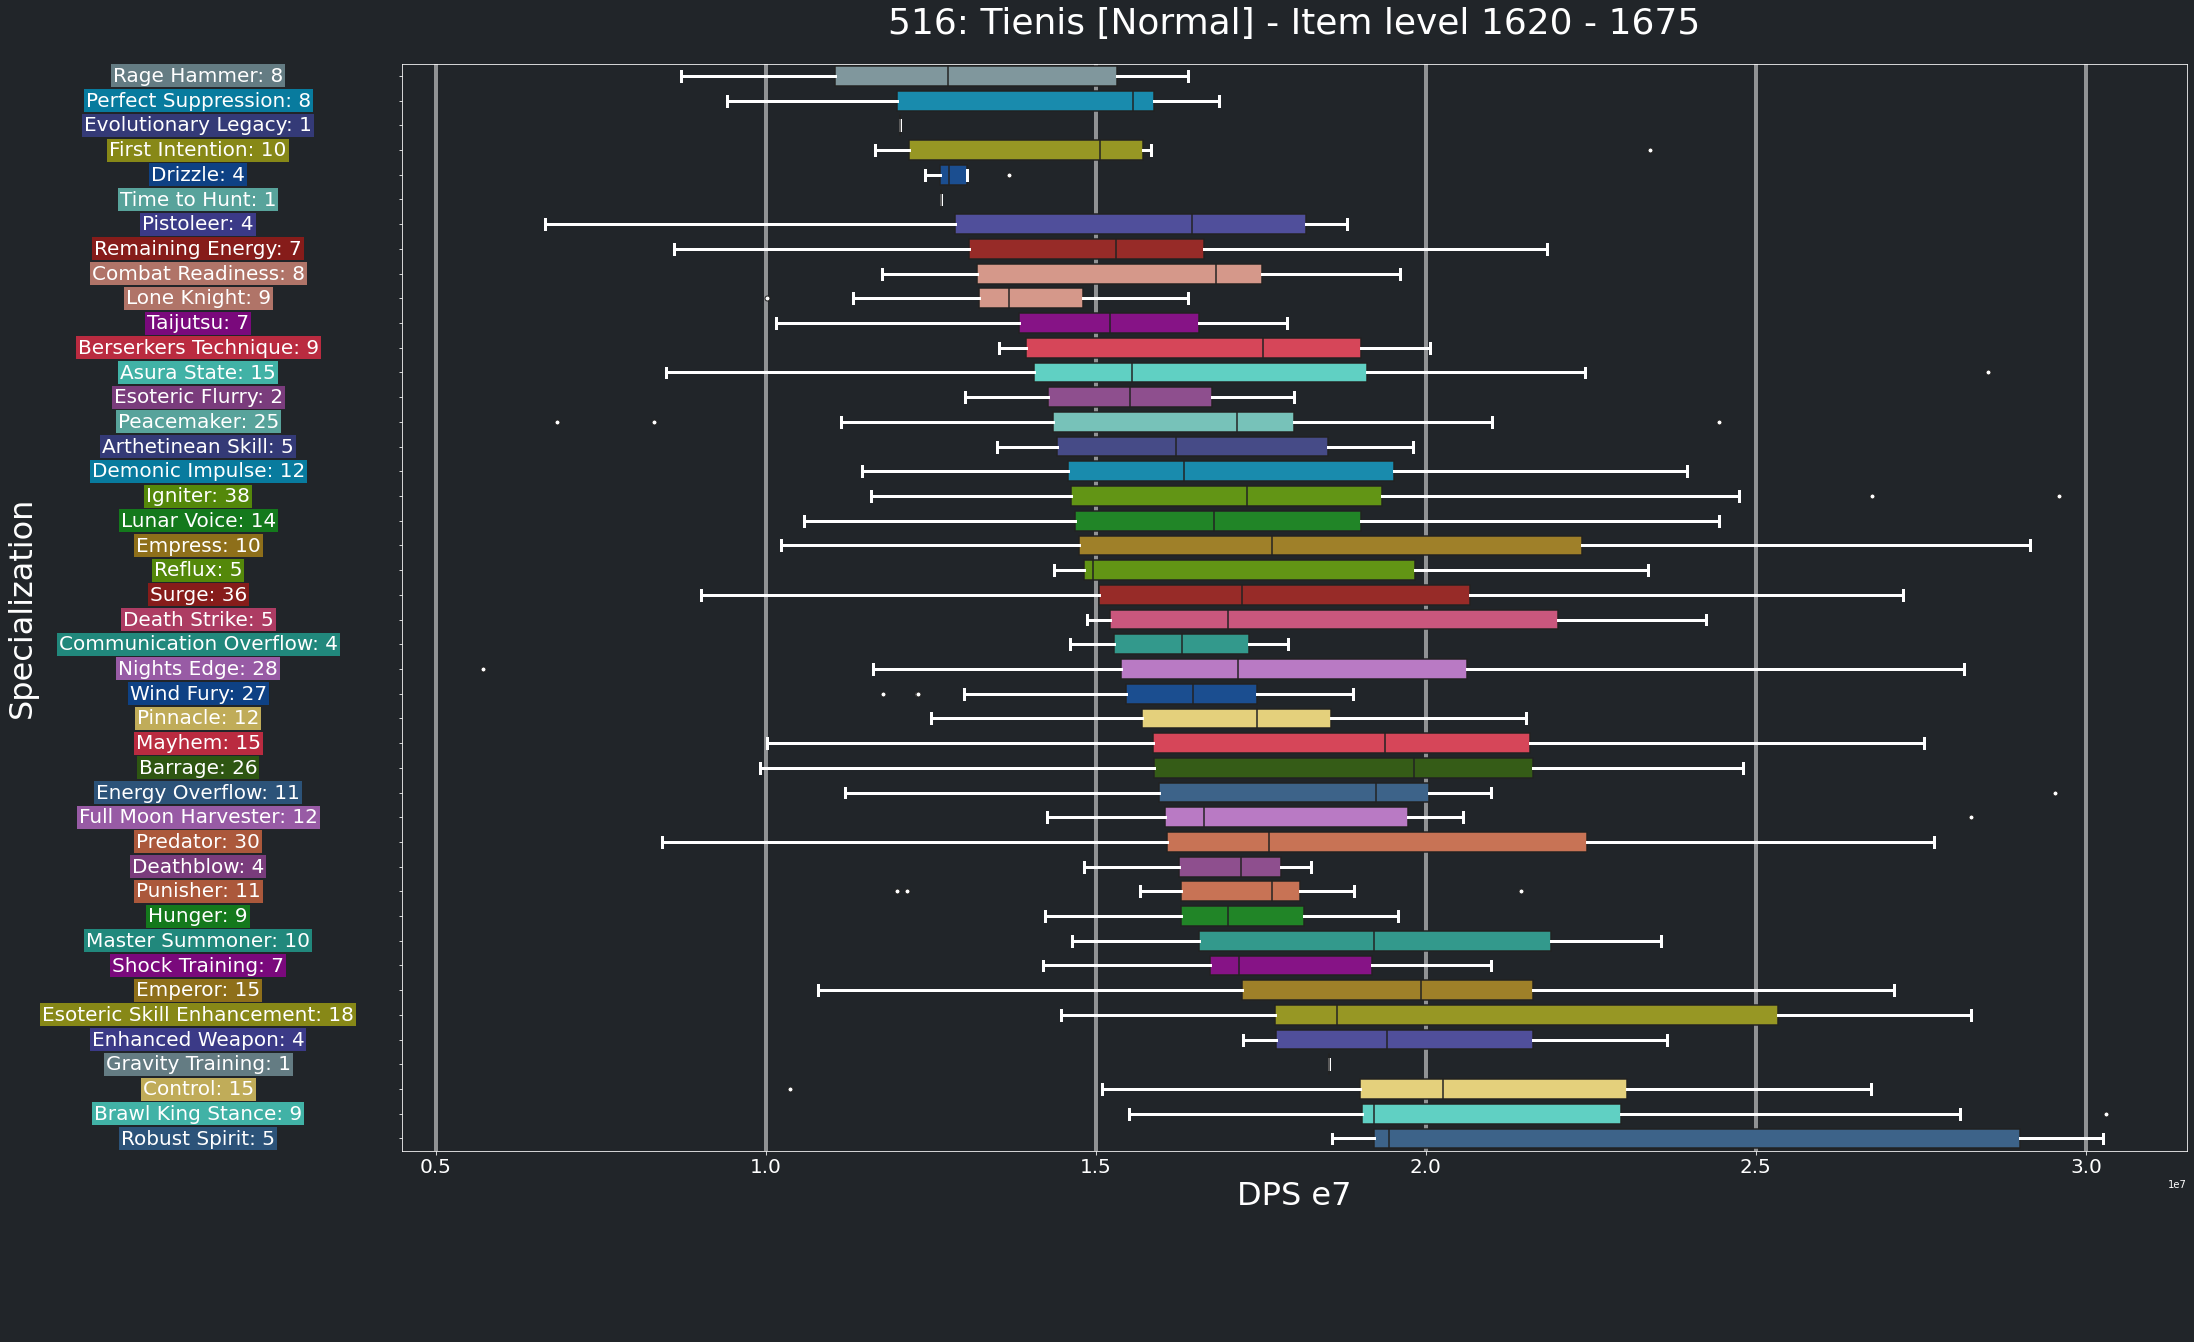 516: Tienis [Normal] - Item level 1620 - 1675
Specialization
Rage Hammer: 8
Perfect Suppression: 8
Evolutionary Legacy: 1
First Intention: 10
Drizzle: 4
Time to Hunt: 1
Pistoleer: 4
Remaining Energy: 7
Combat Readiness: 8
Lone Knight: 9
Taijutsu: 7
Berserkers Technique: 9
Asura State: 15
Esoteric Flurry: 2
Peacemaker: 25
Arthetinean Skill: 5
Demonic Impulse: 12
Igniter: 38
Lunar Voice: 14
Empress: 10
Reflux: 5
Surge: 36
Death Strike: 5
Communication Overflow: 4
Nights Edge: 28
Wind Fury: 27
Pinnacle: 12
Mayhem: 15
Barrage: 26
Energy Overflow: 11
Full Moon Harvester: 12
Predator: 30
Deathblow: 4
Punisher: 11
Hunger: 9
Master Summoner: 10
Shock Training: 7
Emperor: 15
Esoteric Skill Enhancement: 18
Enhanced Weapon: 4
Gravity Training: 1
Control: 15
Brawl King Stance: 9
Robust Spirit: 5
0.5 1.0 1.5 2.0 2.5 3.0
1e7
DPS e7